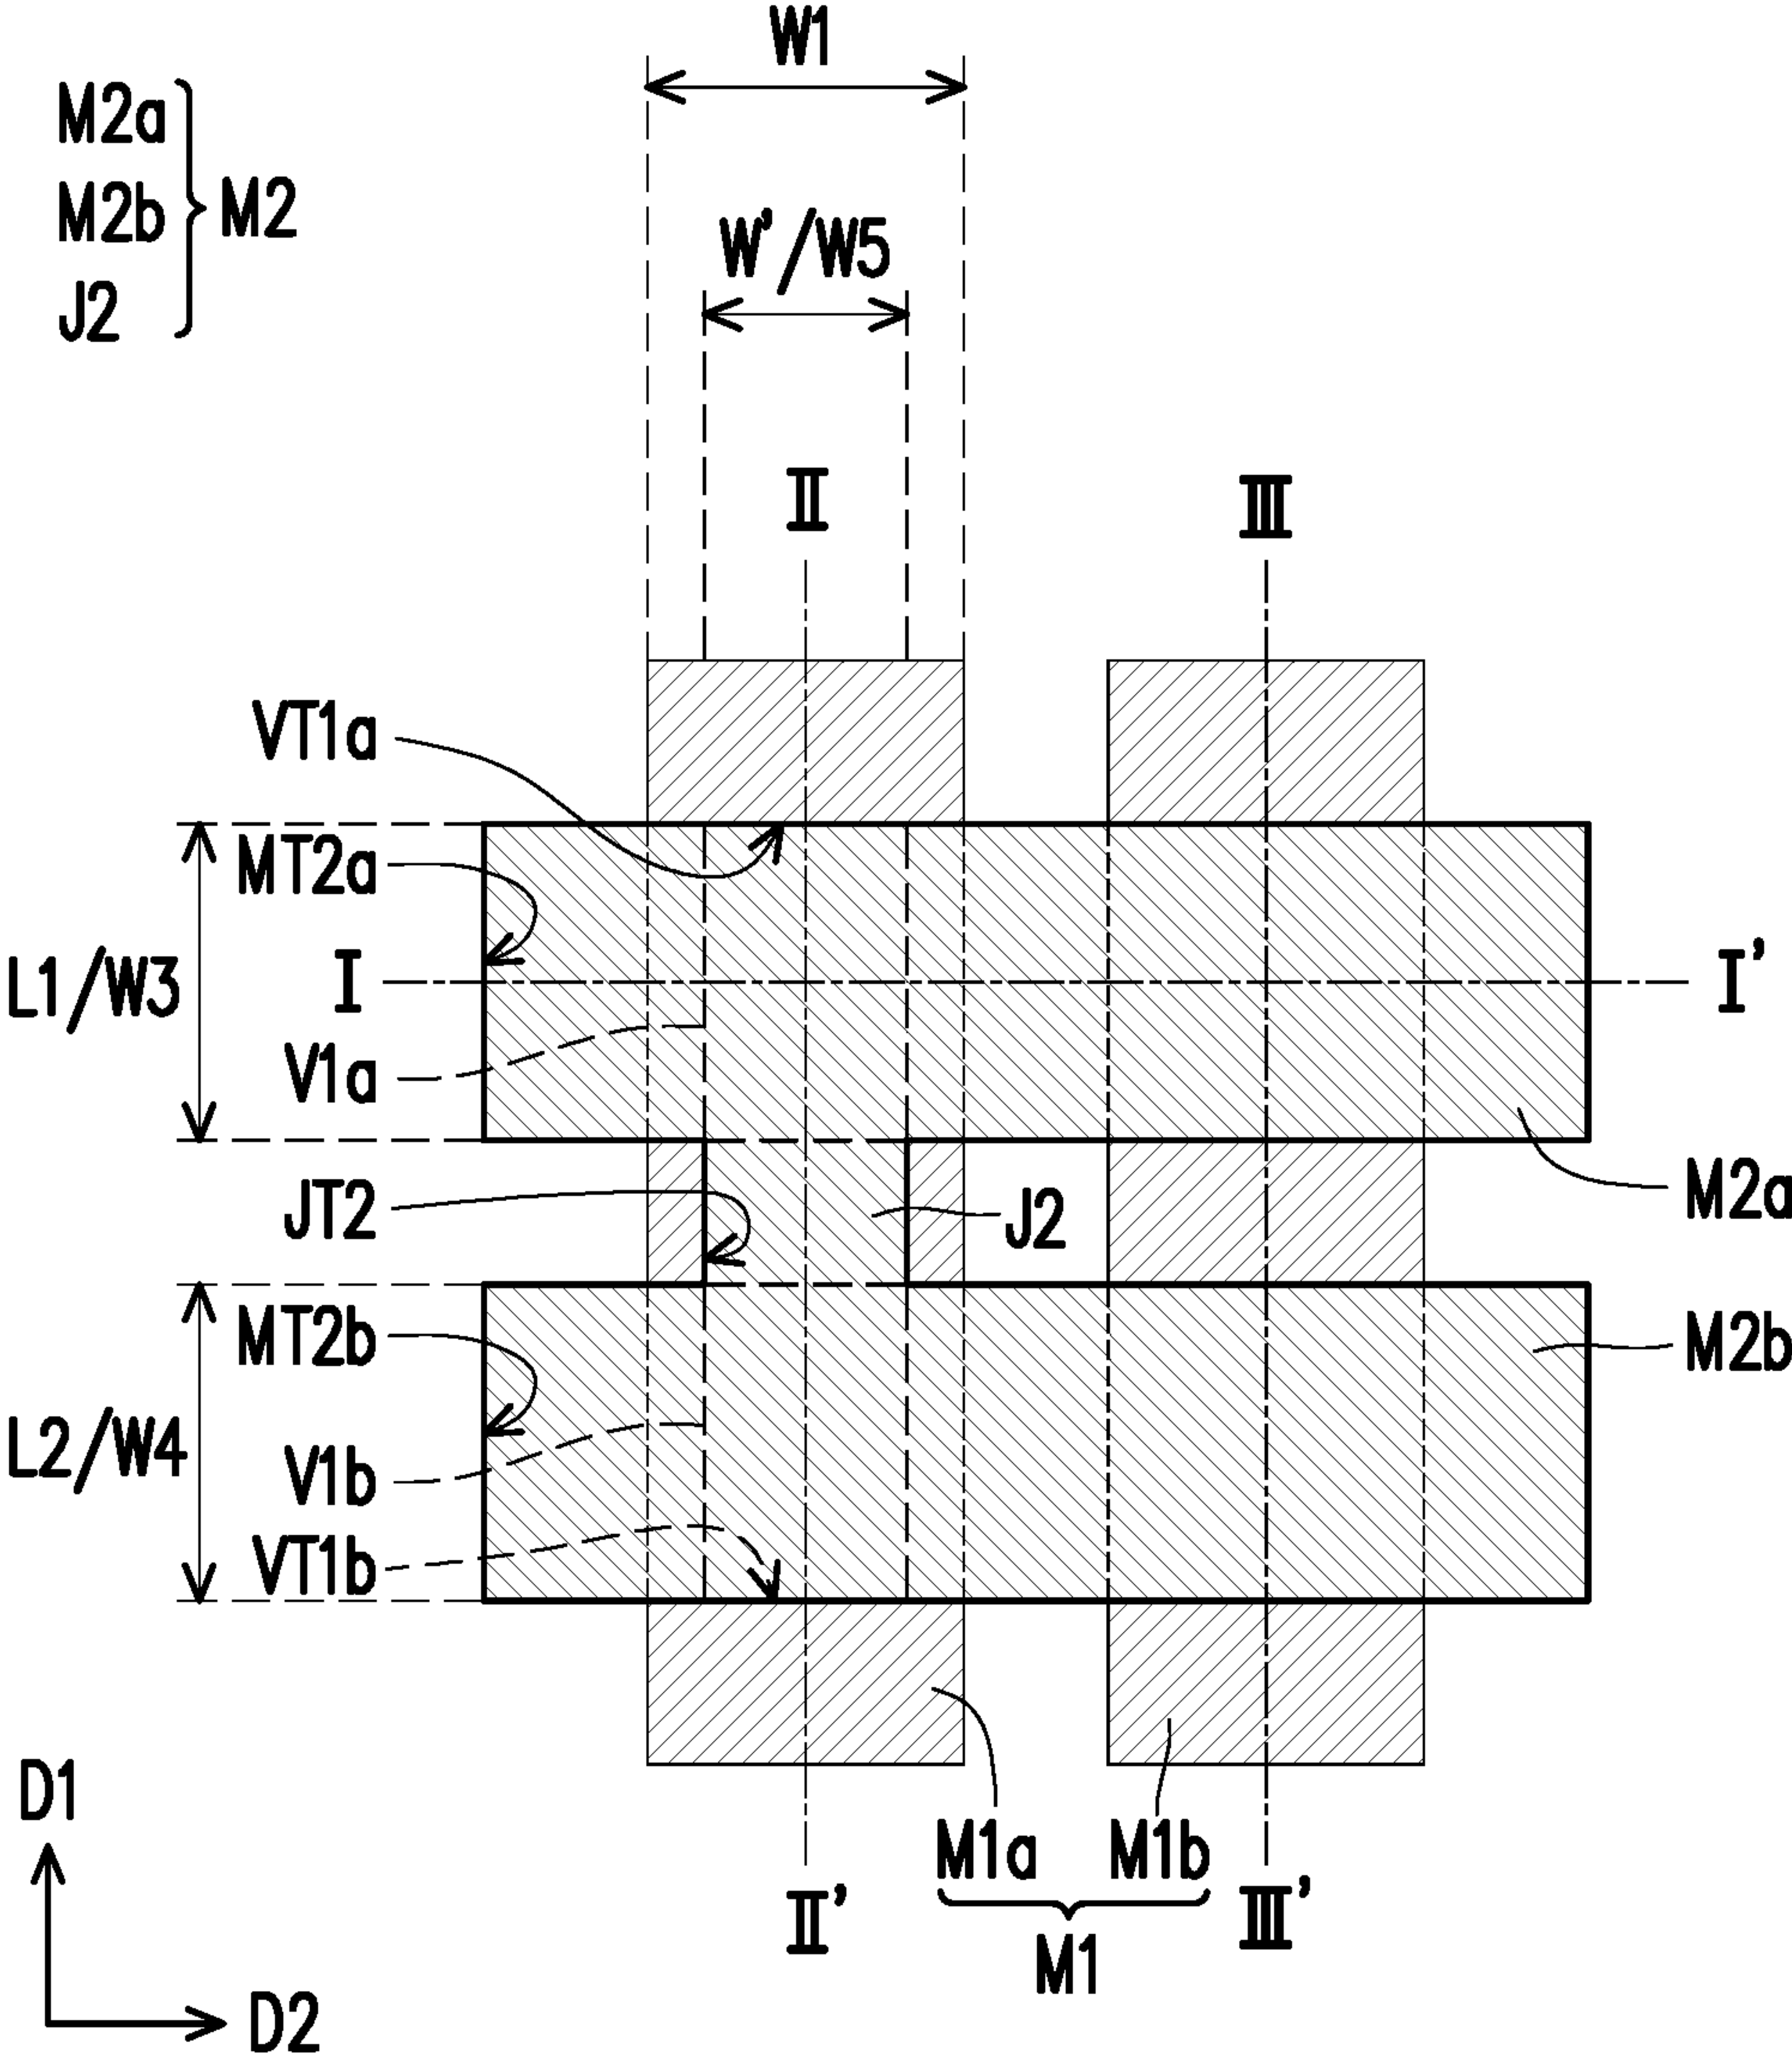 W1
M2a
M2b
J2
M2
W'/W5
II
III
VT1a
MT2a
L1/W3
I
I'
V1a
M2a
JT2
J2
MT2b
M2b
L2/W4
V1b
VT1b
D1
M1a
M1b
II'
III'
M1
D2